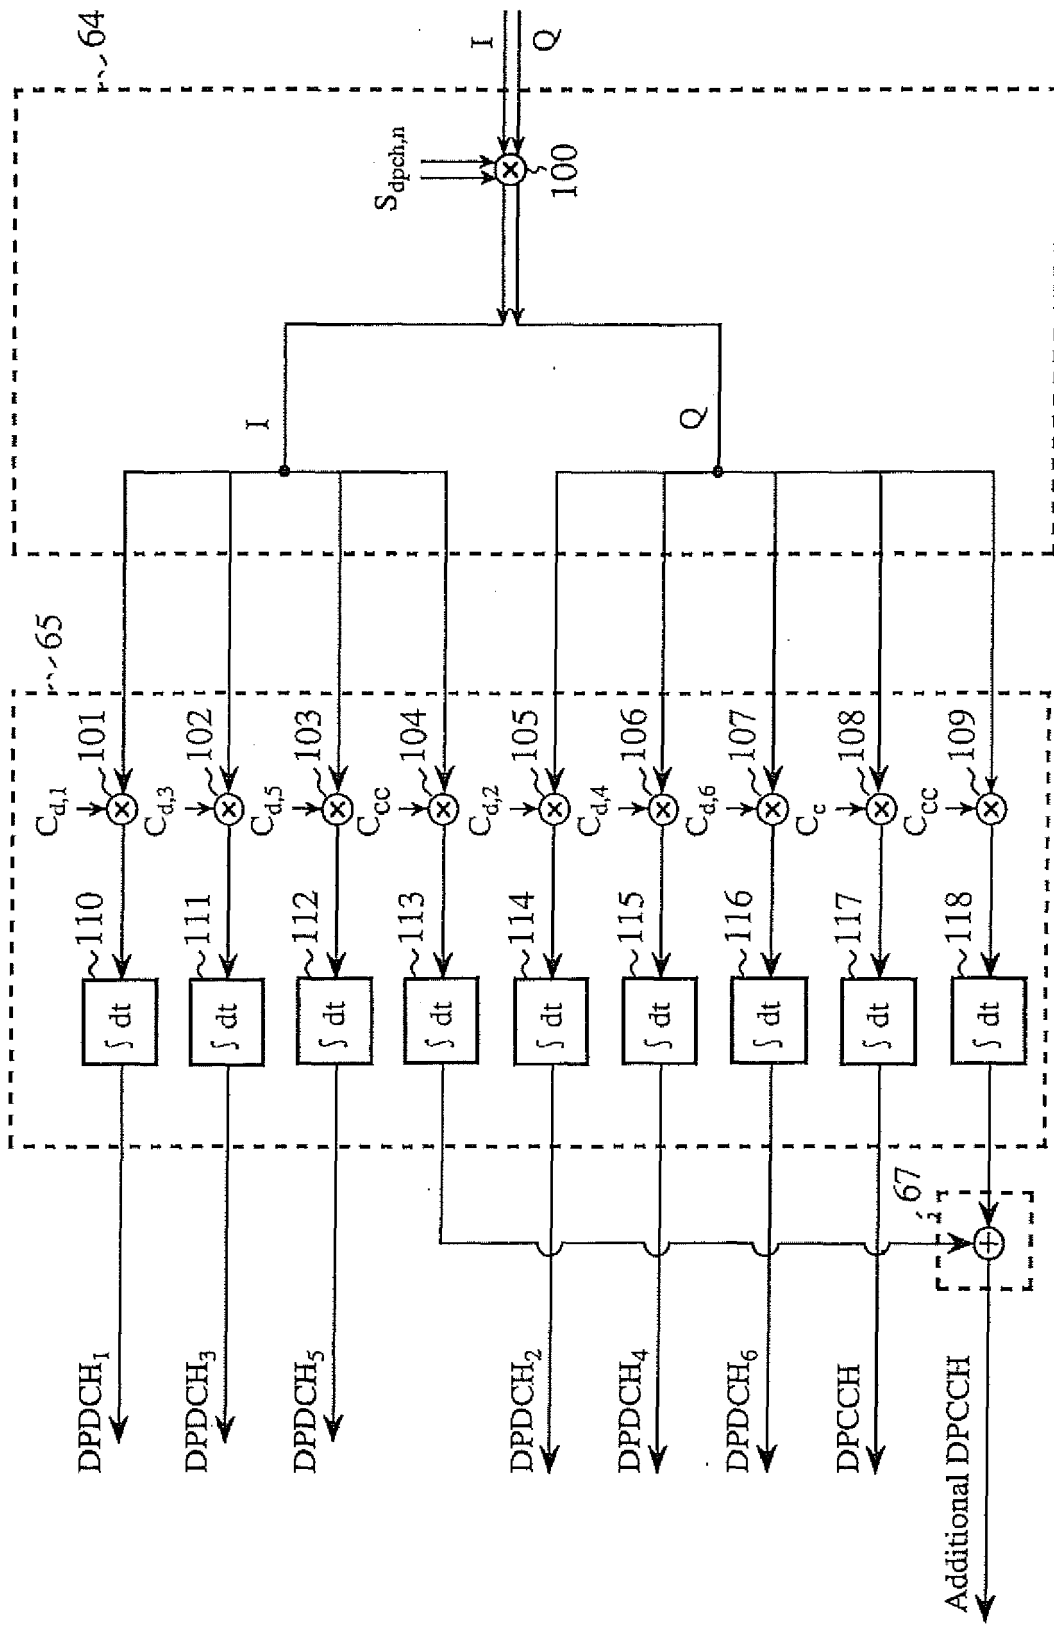 64
I
Q
S_dpch,n
100
I
Q
65
C_d,1
101
C_d,3
102
C_d,5
103
C_CC
104
C_d,2
105
C_d,4
106
C_d,6
107
C_c
108
C_CC
109
110
111
112
113
114
115
116
117
118
∫ dt
∫ dt
∫ dt
∫ dt
∫ dt
∫ dt
∫ dt
∫ dt
∫ dt
67
DPDCH₁
DPDCH₃
DPDCH₅
DPDCH₂
DPDCH₄
DPDCH₆
DPCCH
Additional DPCCH